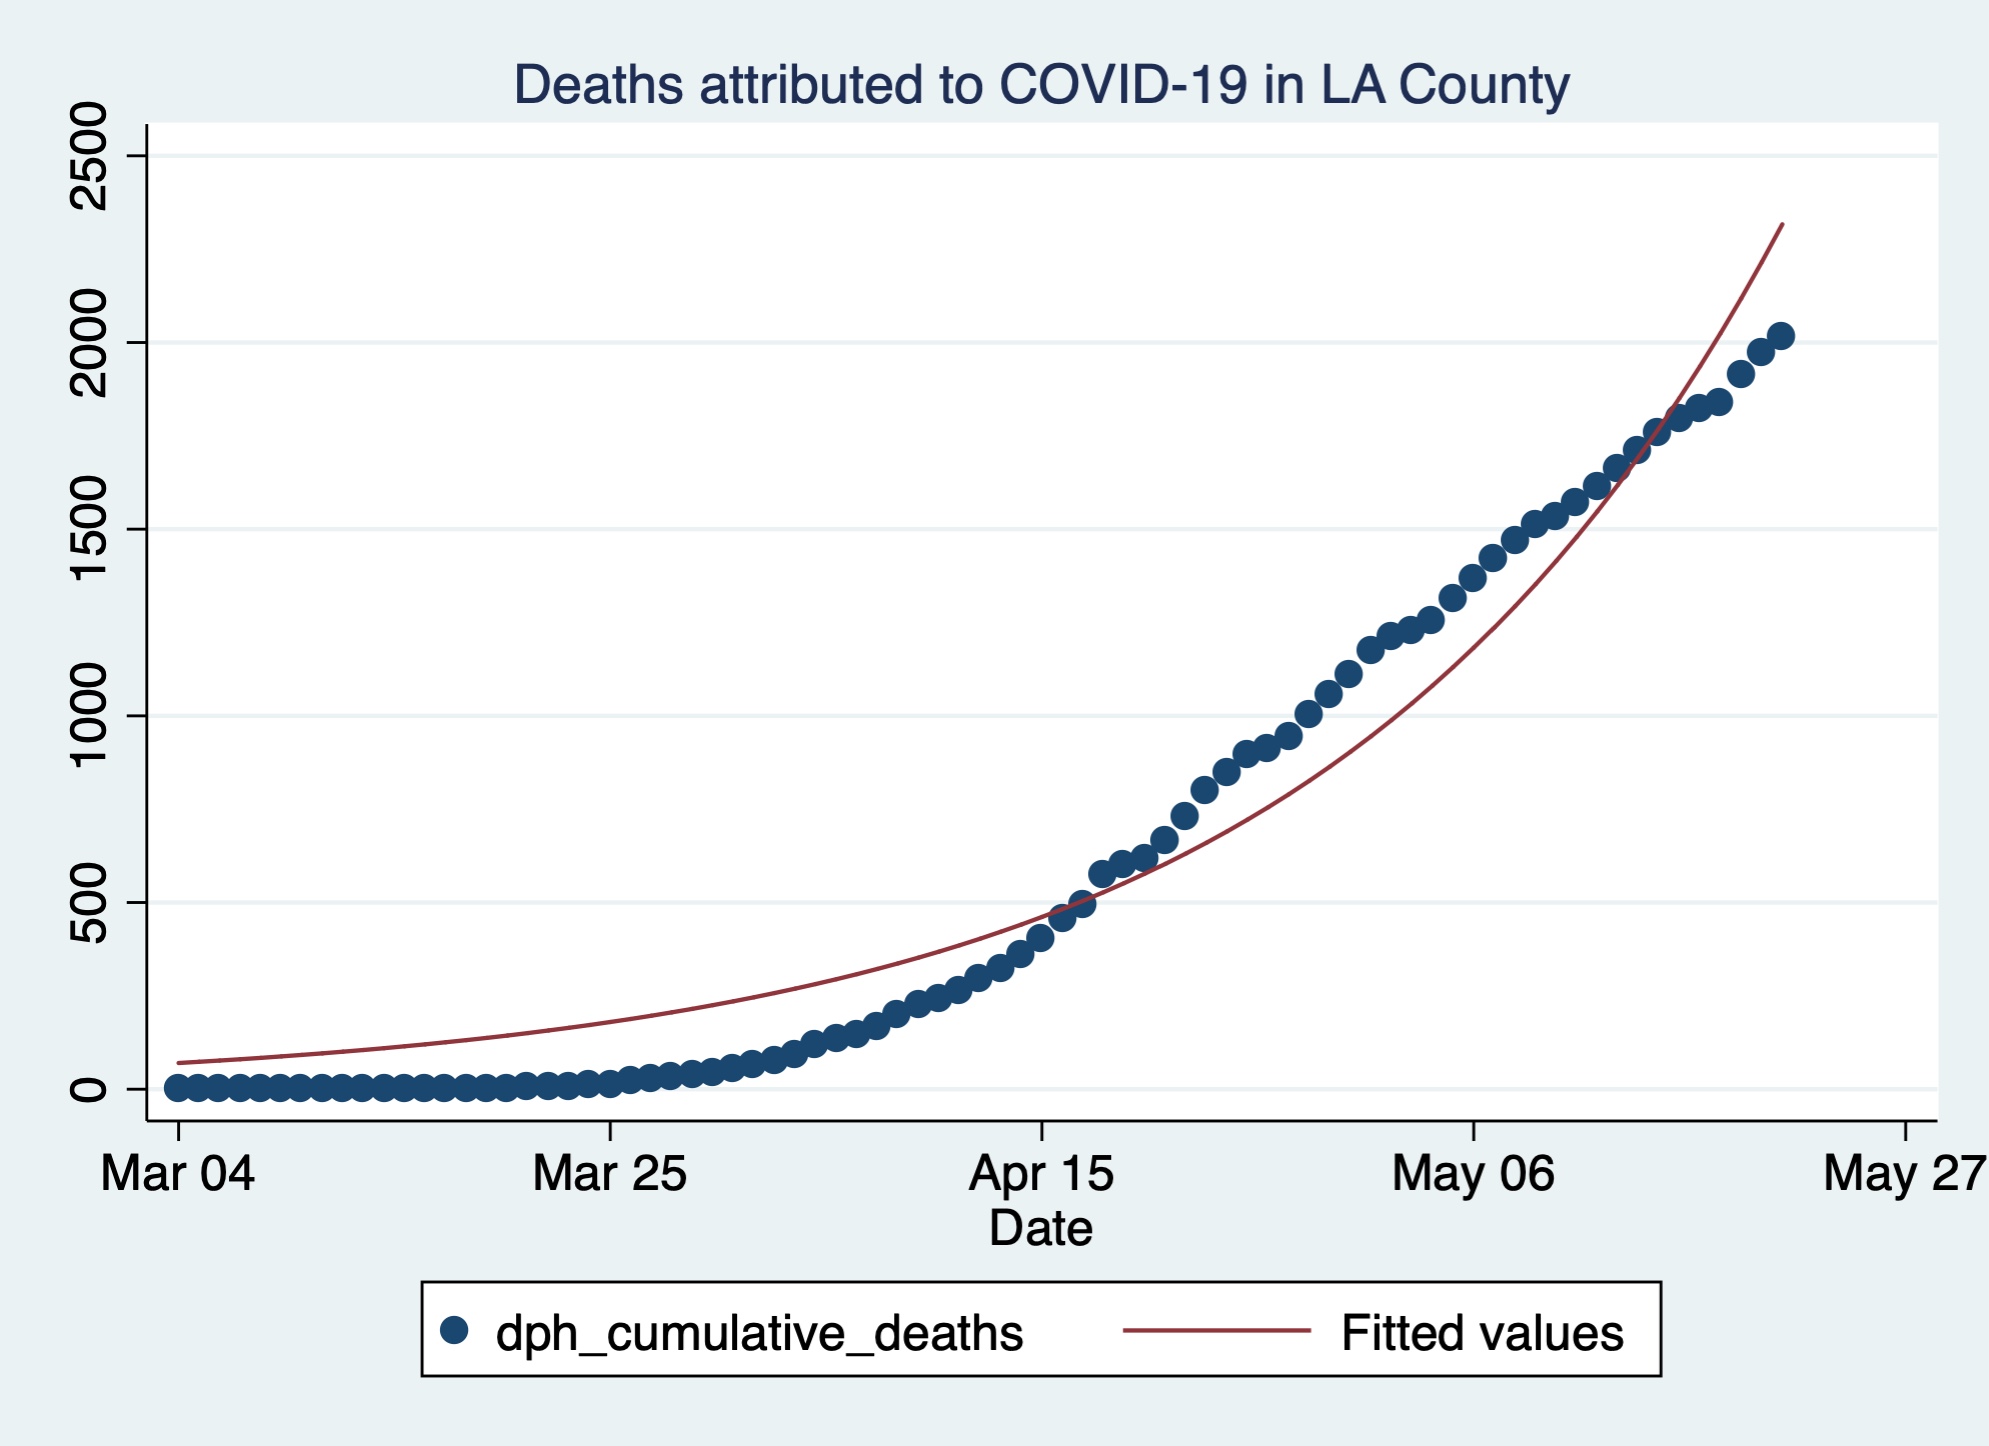 Deaths attributed to COVID-19 in LA County
2500
2000
1500
1000
500
0
Mar 04 Mar 25 Apr 15 May 06 May 27
Date
dph_cumulative_deaths Fitted values